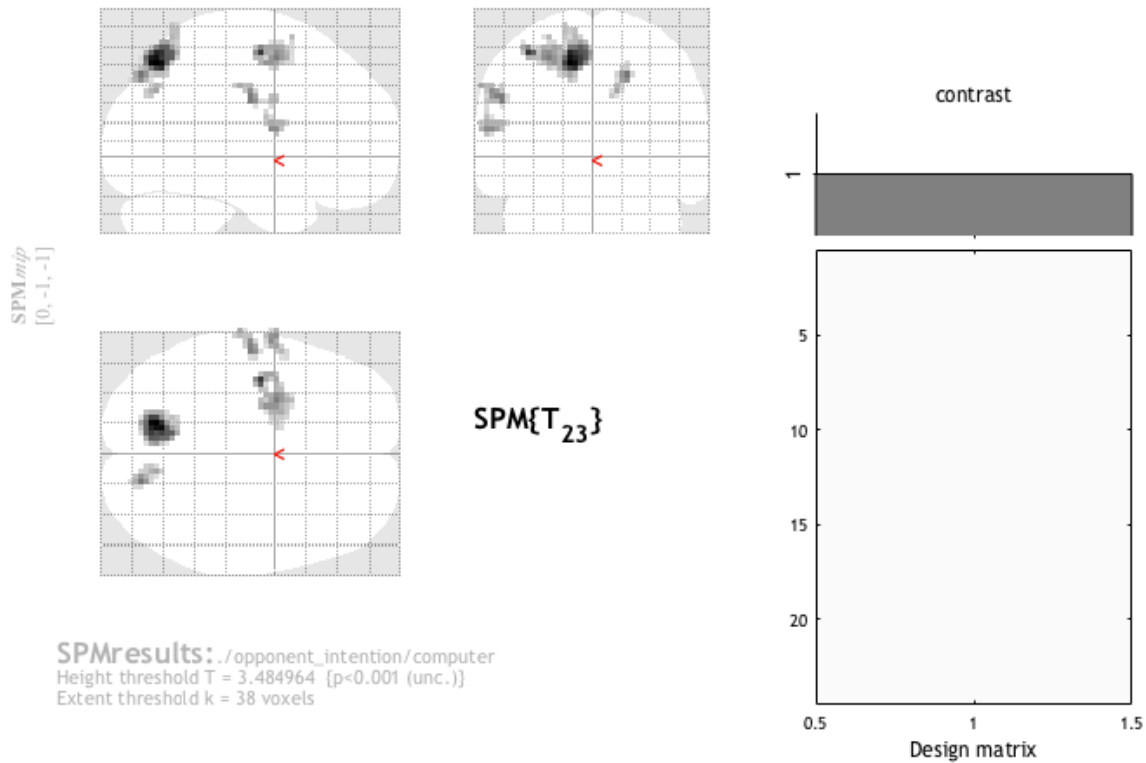 contrast
1
SPMmip
[0, -1, -1]
<
<
<
SPM{T23}
5
10
15
20
0.5
1
1.5
Design matrix
SPMresults: ./opponent_intention/computer
Height threshold T = 3.484964 {p<0.001 (unc.)}
Extent threshold k = 38 voxels